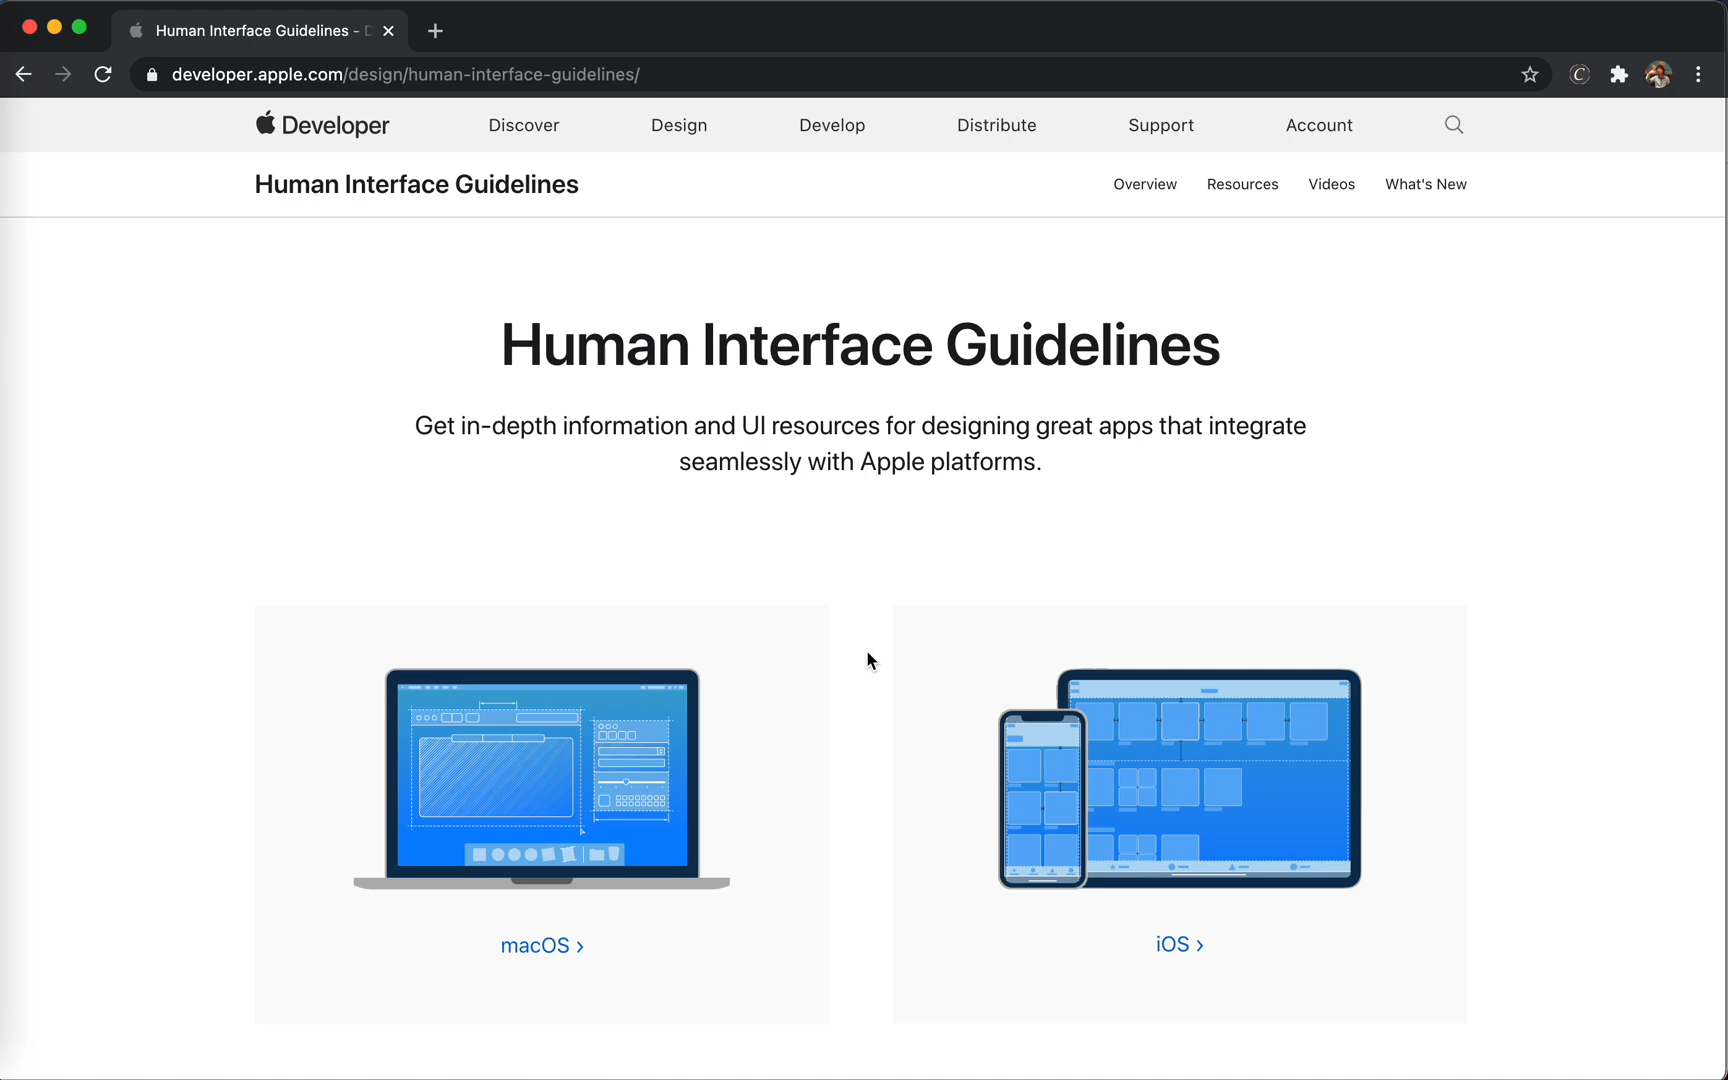 Human Interface Guidelines - D
developer.apple.com/design/human-interface-guidelines/
Developer
Discover
Design
Develop
Distribute
Support
Account
Human Interface Guidelines
Overview
Resources
Videos
What's New
Human Interface Guidelines
Get in-depth information and UI resources for designing great apps that integrate
seamlessly with Apple platforms.
macOS ›
iOS ›